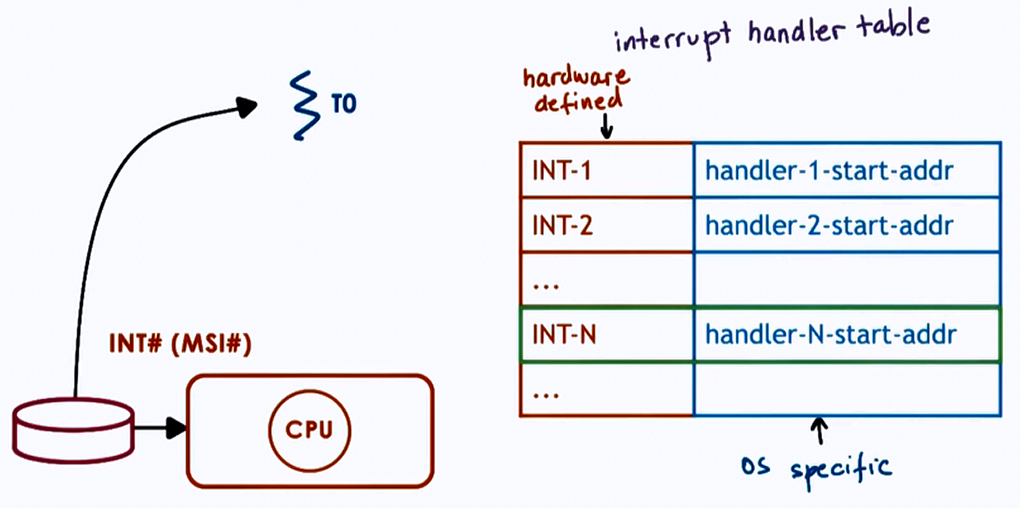 interrupt handler table
hardware
defined
T0
INT-1 handler-1-start-addr
INT-2 handler-2-start-addr
...
INT-N handler-N-start-addr
...
INT# (MSI#)
CPU
OS specific